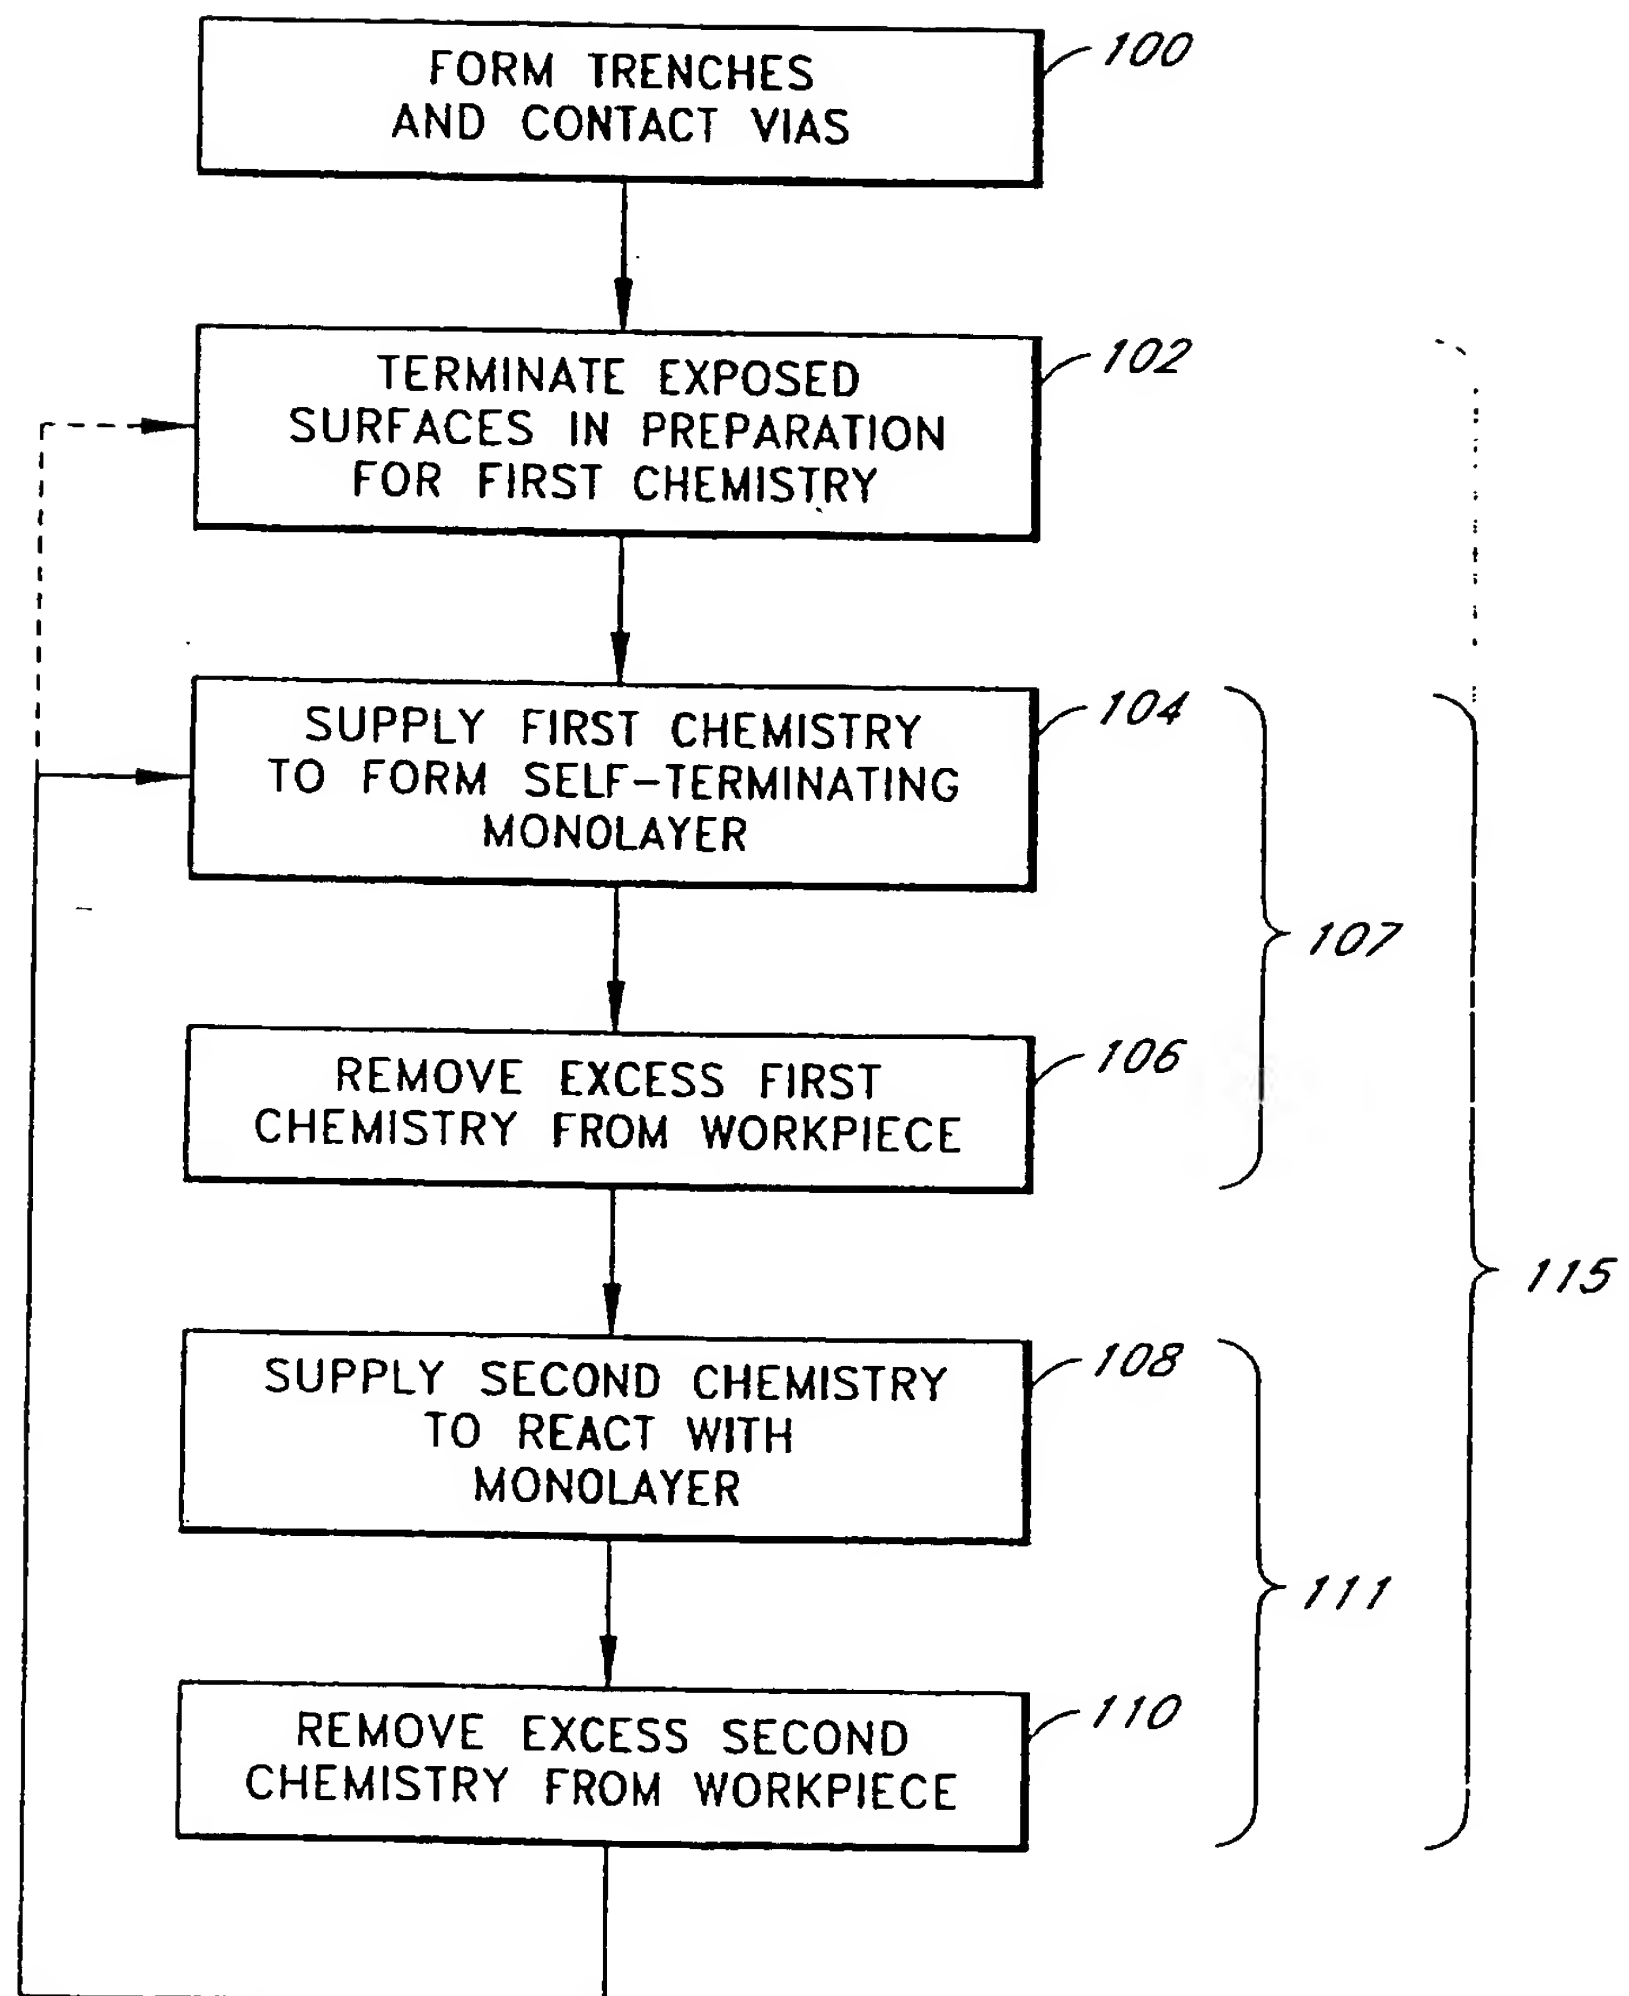 FORM TRENCHES
AND CONTACT VIAS
100
TERMINATE EXPOSED
SURFACES IN PREPARATION
FOR FIRST CHEMISTRY
102
SUPPLY FIRST CHEMISTRY
TO FORM SELF-TERMINATING
MONOLAYER
104
107
REMOVE EXCESS FIRST
CHEMISTRY FROM WORKPIECE
106
115
SUPPLY SECOND CHEMISTRY
TO REACT WITH
MONOLAYER
108
111
REMOVE EXCESS SECOND
CHEMISTRY FROM WORKPIECE
110